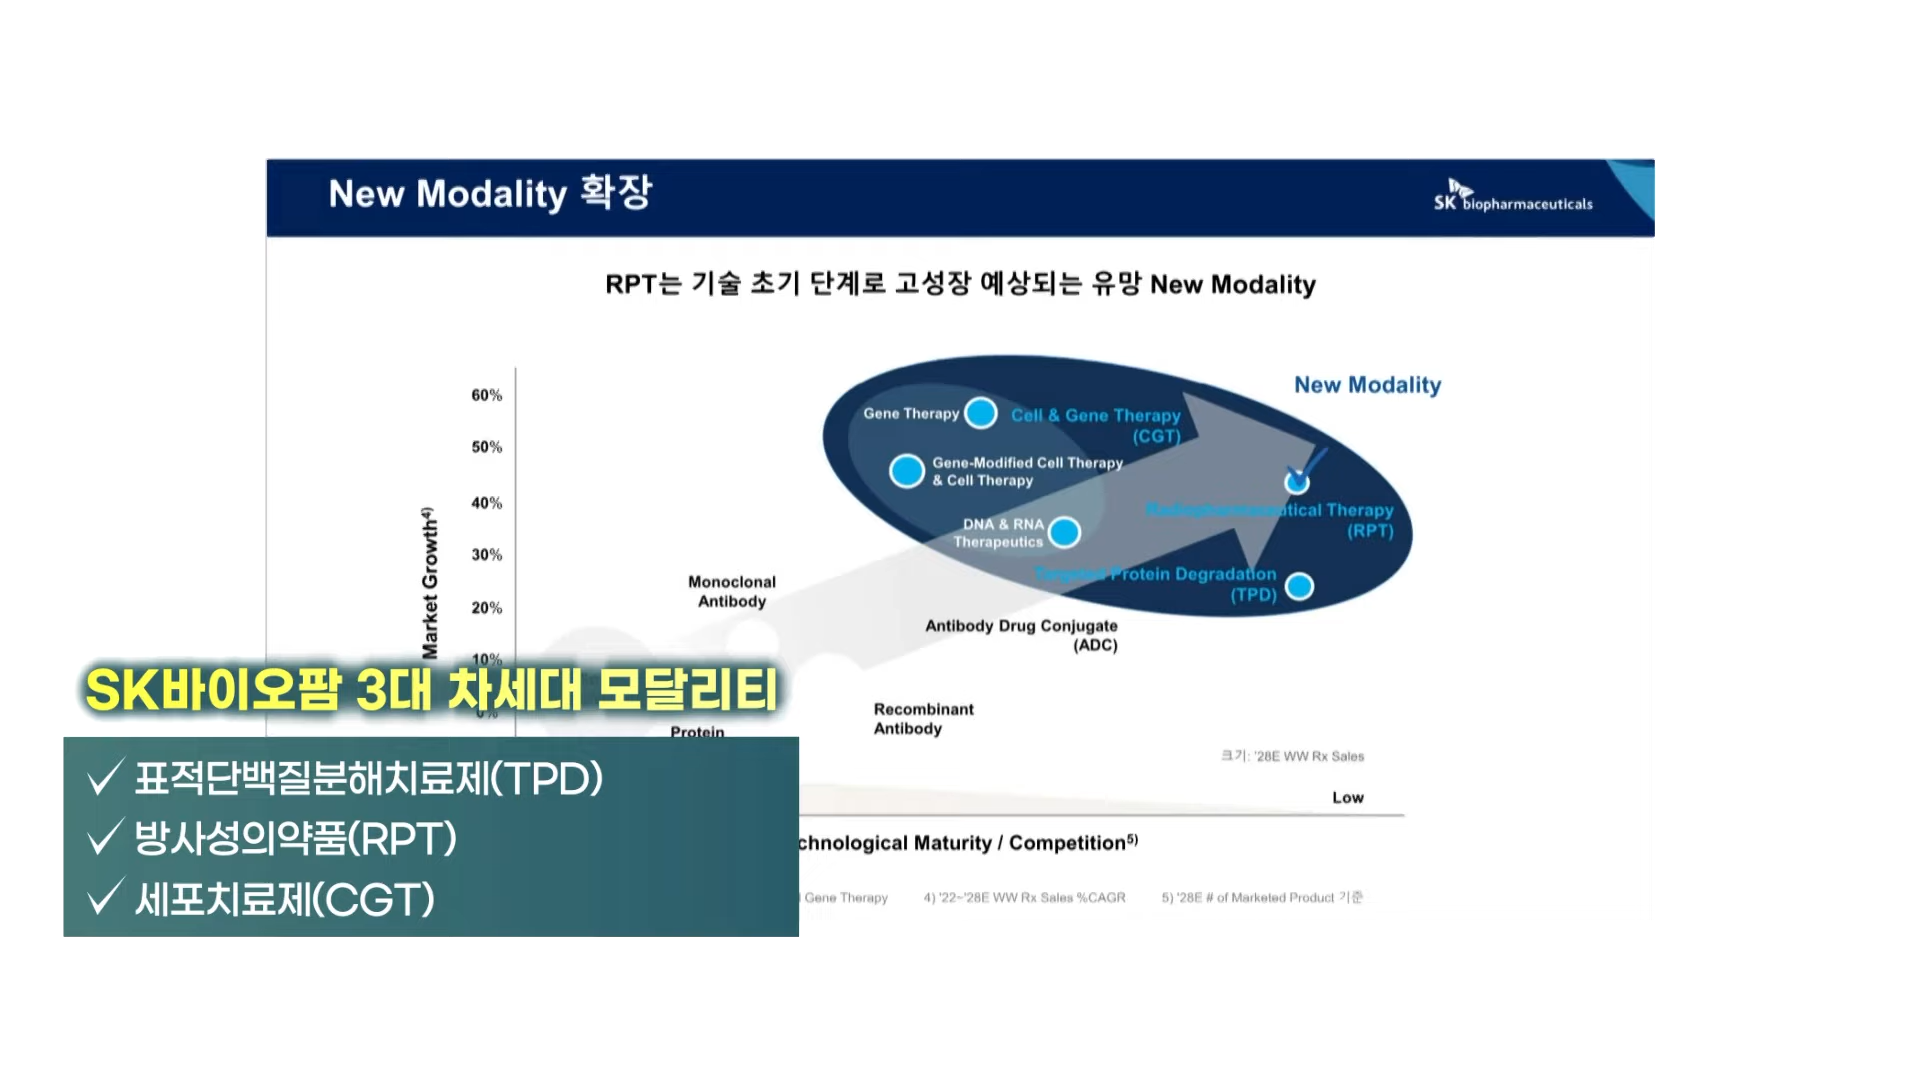 New Modality 확장
SK biopharmaceuticals
RPT는 기술 초기 단계로 고성장 예상되는 유망 New Modality
New Modality
60%
50%
40%
30%
20%
10%
0%
Market Growth4)
Gene Therapy
Cell & Gene Therapy
(CGT)
Gene-Modified Cell Therapy
& Cell Therapy
DNA & RNA
Therapeutics
Radiopharmaceutical Therapy
(RPT)
Targeted Protein Degradation
(TPD)
Monoclonal
Antibody
Antibody Drug Conjugate
(ADC)
Recombinant
Antibody
Protein
크기: '28E WW Rx Sales
Low
chnological Maturity / Competition5)
Gene Therapy
4) '22~'28E WW Rx Sales %CAGR
5) '28E # of Marketed Product 기준
SK바이오팜 3대 차세대 모달리티
✓ 표적단백질분해치료제(TPD)
✓ 방사성의약품(RPT)
✓ 세포치료제(CGT)